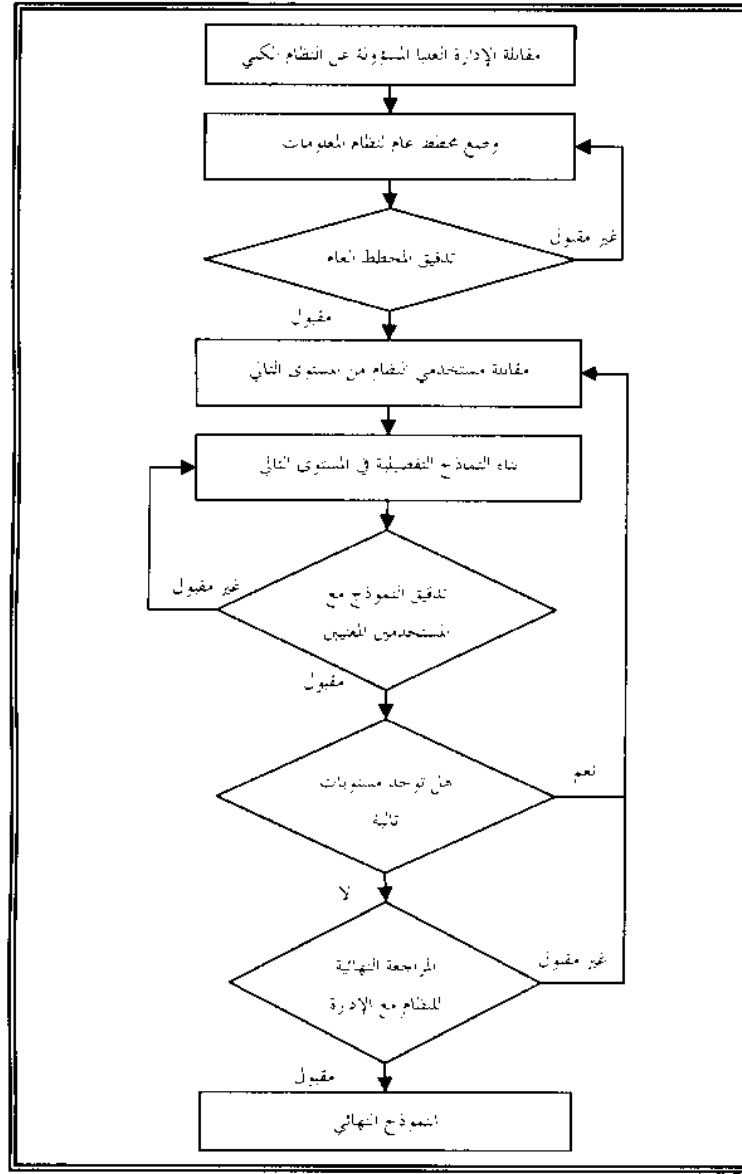 مقابلة الإدارة العليا المسؤولة عن النظام الكلي
وضع مخطط عام لنظام المعلومات
غير مقبول
تدقيق المخطط العام
مقبول
مقابلة مستخدمي النظام من المستوى التالي
بناء النماذج التفصيلية في المستوى التالي
غير مقبول
تدقيق النموذج مع
المستخدمين المعنيين
مقبول
هل توجد مستويات
تالية
نعم
لا
المراجعة النهائية
للنظام مع الإدارة
غير مقبول
مقبول
النموذج النهائي